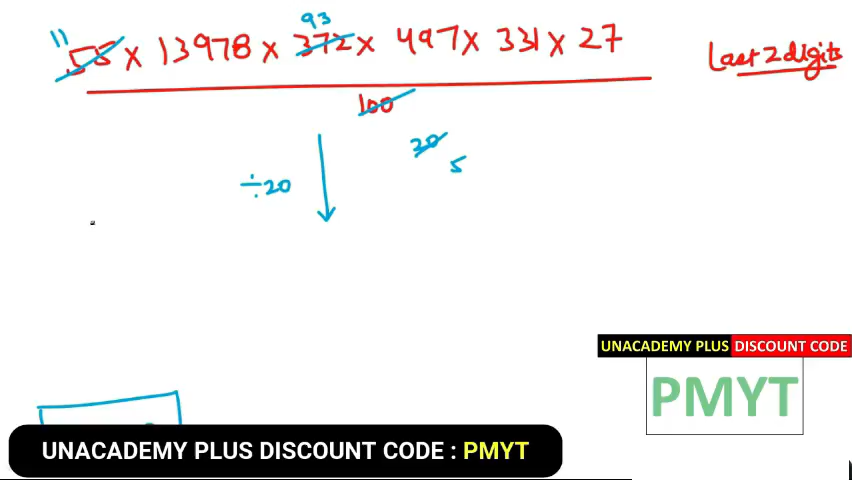 11 93
55 × 13978 × 372 × 497 × 331 × 27 Last 2 digits
100
÷20 20
5
UNACADEMY PLUS DISCOUNT CODE
PMYT
UNACADEMY PLUS DISCOUNT CODE : PMYT